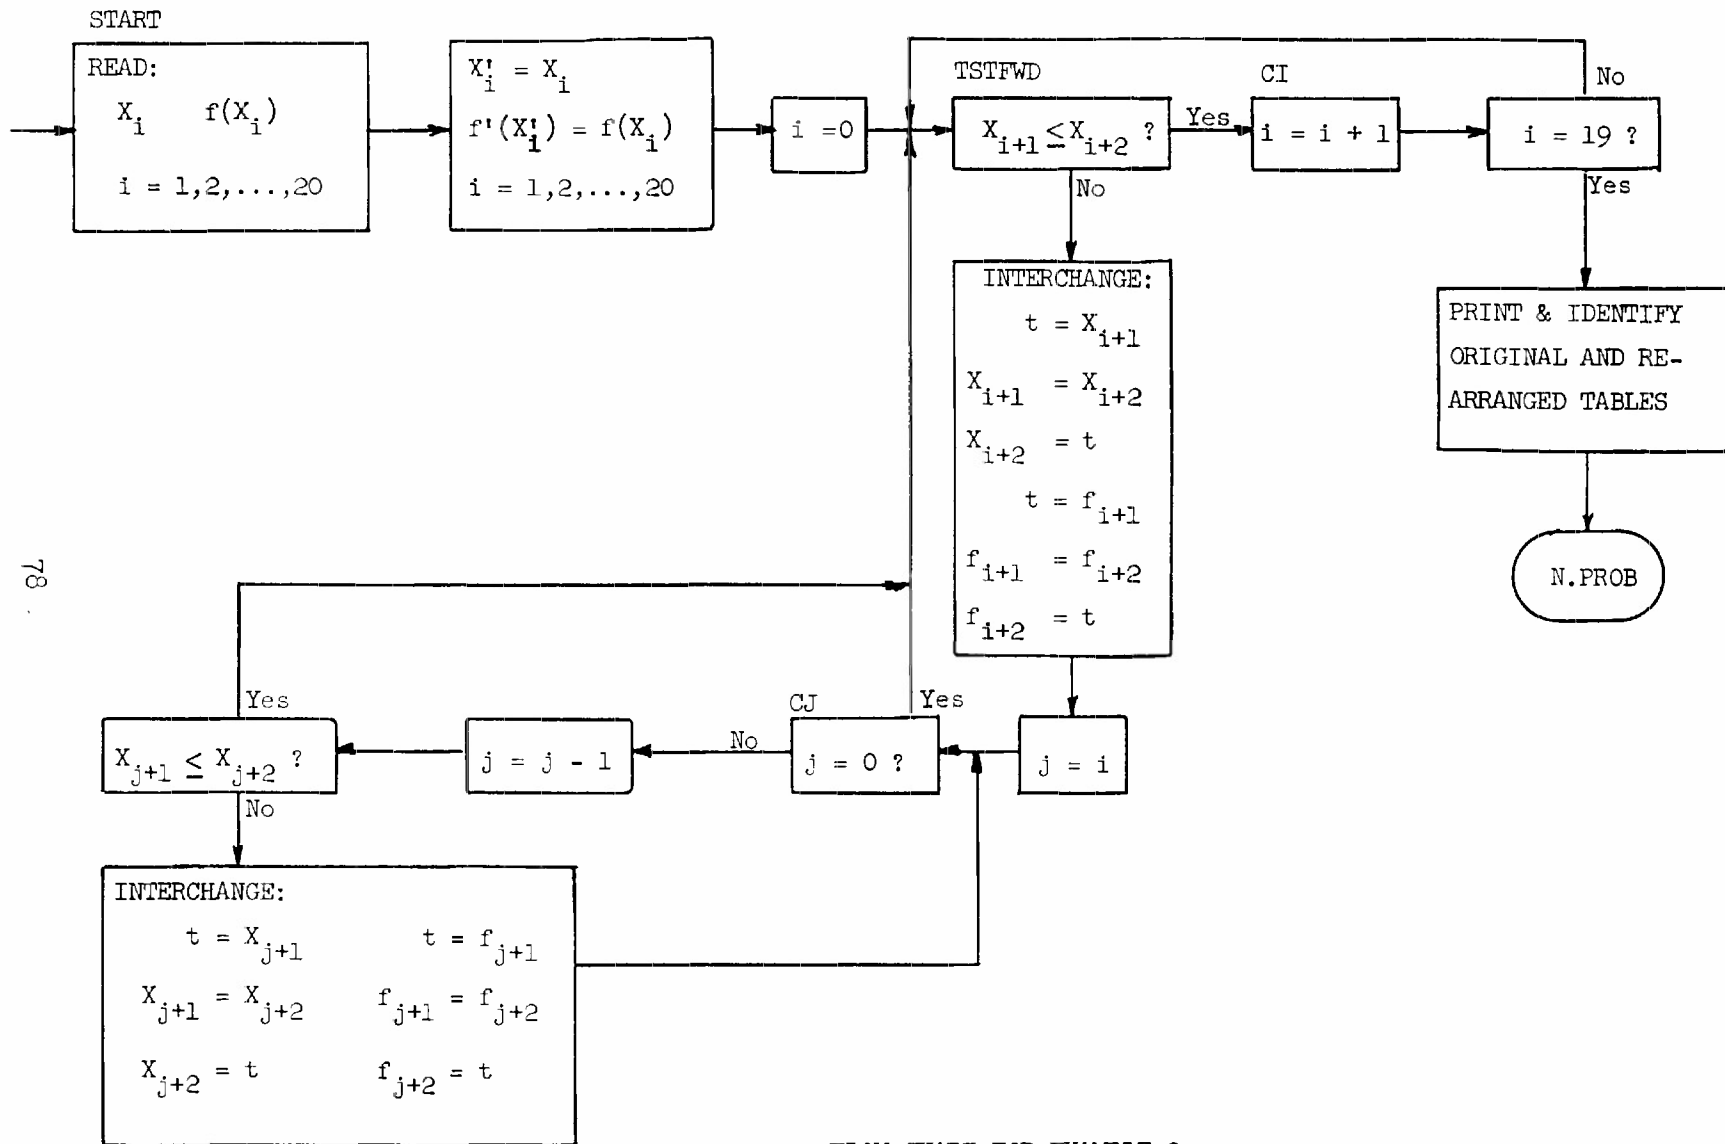 START
READ:
X_i f(X_i)
i = 1,2,...,20
X'_i = X_i
f'(X'_i) = f(X_i)
i = 1,2,...,20
i =0
TSTFWD
X_{i+1} ≤ X_{i+2} ?
Yes
No
CI
i = i + 1
i = 19 ?
No
Yes
PRINT & IDENTIFY
ORIGINAL AND RE-
ARRANGED TABLES
N.PROB
INTERCHANGE:
t = X_{i+1}
X_{i+1} = X_{i+2}
X_{i+2} = t
t = f_{i+1}
f_{i+1} = f_{i+2}
f_{i+2} = t
j = i
CJ
Yes
j = 0 ?
No
j = j - 1
Yes
X_{j+1} ≤ X_{j+2} ?
No
INTERCHANGE:
t = X_{j+1} t = f_{j+1}
X_{j+1} = X_{j+2} f_{j+1} = f_{j+2}
X_{j+2} = t f_{j+2} = t
78